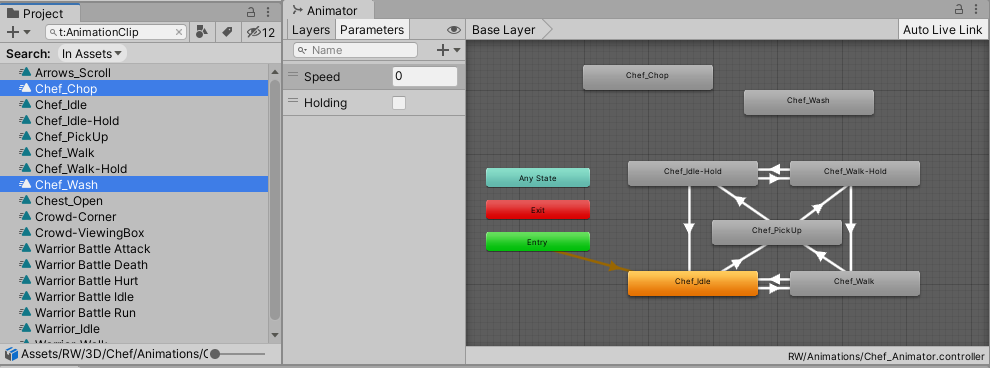 Project
t:AnimationClip
12
Search: In Assets
Arrows_Scroll
Chef_Chop
Chef_Idle
Chef_Idle-Hold
Chef_PickUp
Chef_Walk
Chef_Walk-Hold
Chef_Wash
Chest_Open
Crowd-Corner
Crowd-ViewingBox
Warrior Battle Attack
Warrior Battle Death
Warrior Battle Hurt
Warrior Battle Idle
Warrior Battle Run
Warrior_Idle
Warrior_Walk
Assets/RW/3D/Chef/Animations/C
Animator
Layers Parameters
Name
Speed 0
Holding
Base Layer
Auto Live Link
Chef_Chop
Chef_Wash
Chef_Idle-Hold
Chef_Walk-Hold
Any State
Exit
Chef_PickUp
Entry
Chef_Idle
Chef_Walk
RW/Animations/Chef_Animator.controller